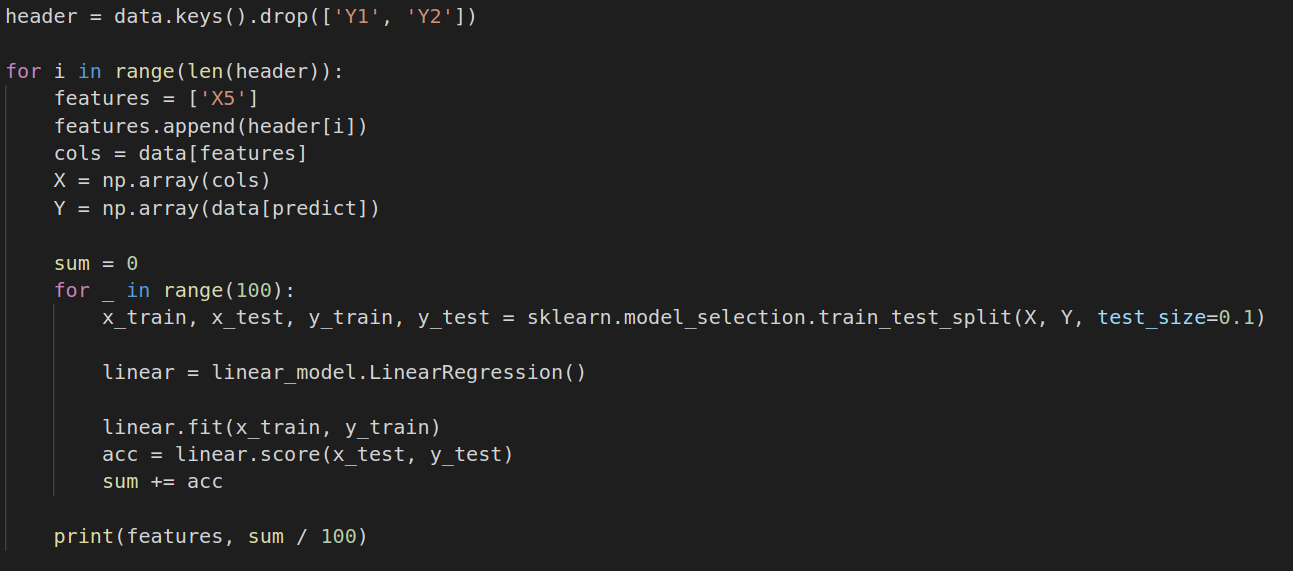 header = data.keys().drop(['Y1', 'Y2'])
for i in range(len(header)):
    features = ['X5']
    features.append(header[i])
    cols = data[features]
    X = np.array(cols)
    Y = np.array(data[predict])
    sum = 0
    for _ in range(100):
        x_train, x_test, y_train, y_test = sklearn.model_selection.train_test_split(X, Y, test_size=0.1)
        linear = linear_model.LinearRegression()
        linear.fit(x_train, y_train)
        acc = linear.score(x_test, y_test)
        sum += acc
    print(features, sum / 100)